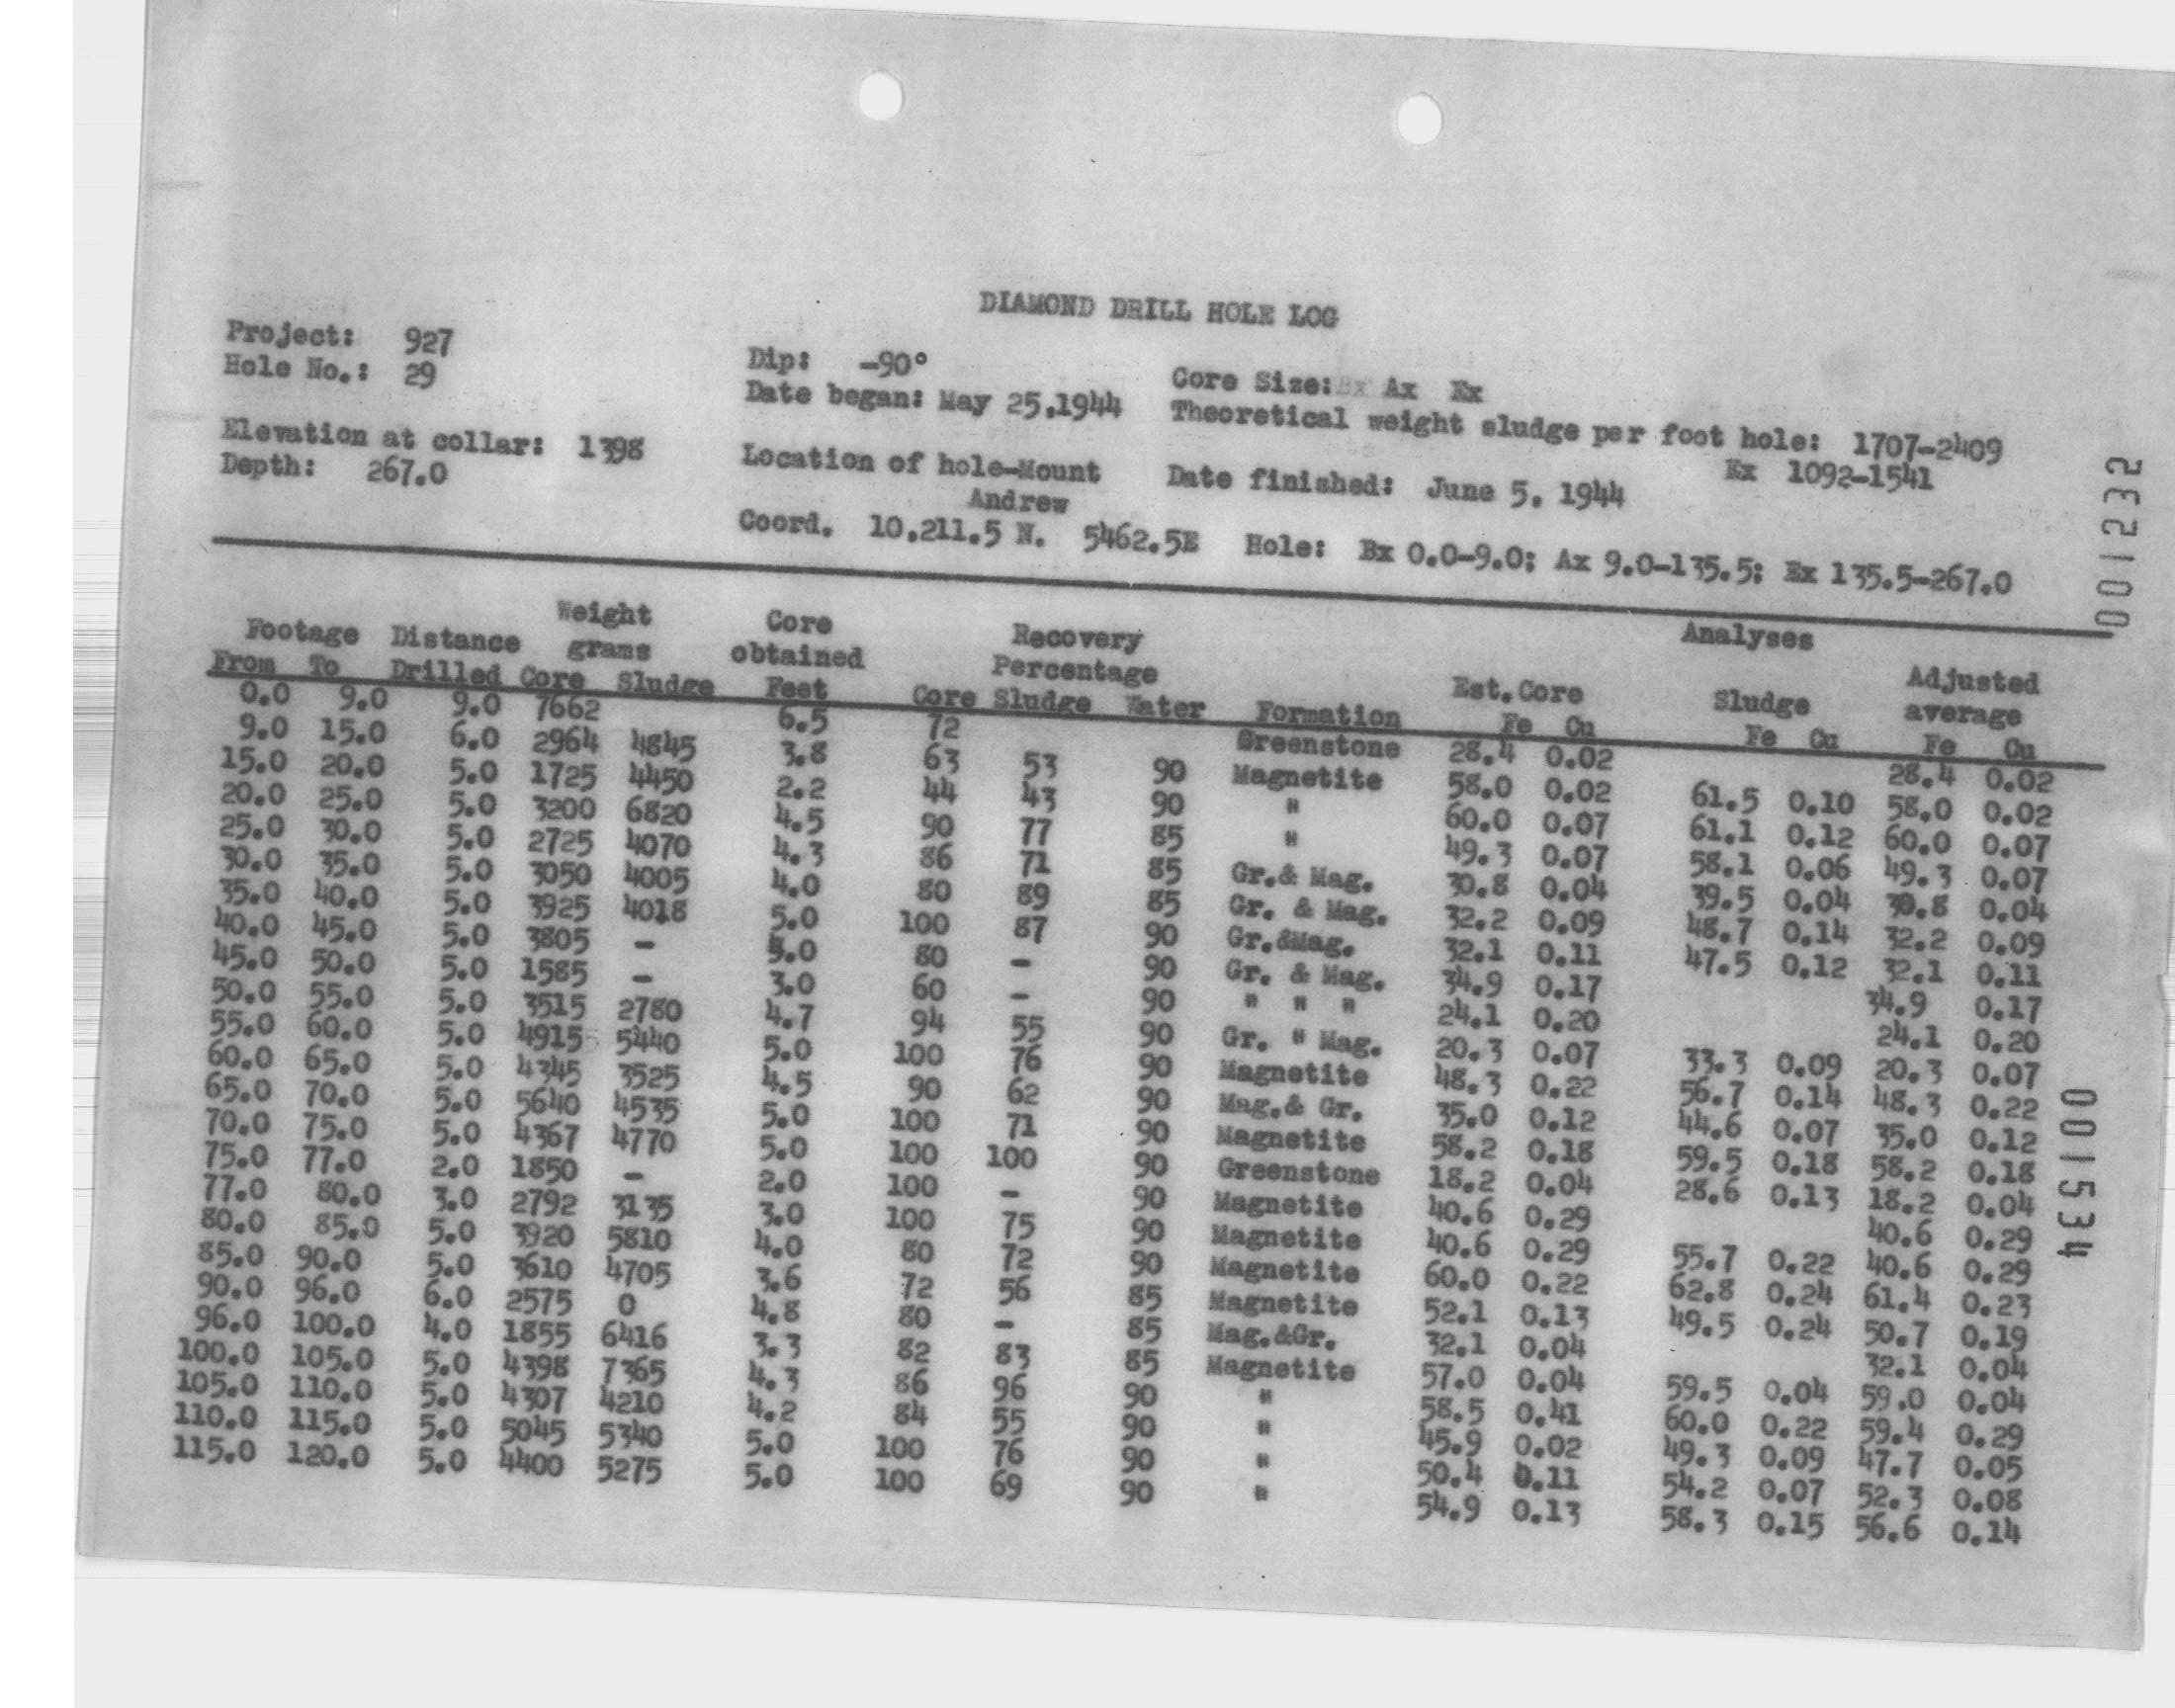 DIAMOND DRILL HOLE LOG
Project: 927 Dip: -90° Core Size: Bx Ax Ex
Hole No.: 29 Date began: May 25,1944 Theoretical weight sludge per foot hole: 1707-2409
Ex 1092-1541
Elevation at collar: 1398 Location of hole-Mount Date finished: June 5, 1944
Andrew
Depth: 267.0 Coord. 10,211.5 N. 5462.5E Hole: Bx 0.0-9.0; Ax 9.0-135.5; Ex 135.5-267.0
Weight Core Recovery Analyses
Footage Distance grams obtained Percentage Est.Core Sludge Adjusted average
From To Drilled Core Sludge Feet Core Sludge Water Formation Fe Cu Fe Cu Fe Cu
0.0 9.0 9.0 7662 6.5 72 Greenstone 28.4 0.02 28.4 0.02
9.0 15.0 6.0 2964 4845 3.8 63 53 90 Magnetite 58.0 0.02 61.5 0.10 58.0 0.02
15.0 20.0 5.0 1725 4450 2.2 44 43 90 " 60.0 0.07 61.1 0.12 60.0 0.07
20.0 25.0 5.0 3200 6820 4.5 90 77 85 " 49.3 0.07 58.1 0.06 49.3 0.07
25.0 30.0 5.0 2725 4070 4.3 86 71 85 Gr.& Mag. 30.8 0.04 39.5 0.04 30.8 0.04
30.0 35.0 5.0 3050 4005 4.0 80 89 85 Gr. & Mag. 32.2 0.09 48.7 0.14 32.2 0.09
35.0 40.0 5.0 3925 4018 5.0 100 87 90 Gr.&Mag. 32.1 0.11 47.5 0.12 32.1 0.11
40.0 45.0 5.0 3805 - 80 - 90 Gr. & Mag. 34.9 0.17 34.9 0.17
45.0 50.0 5.0 1585 - 3.0 60 - 90 " " " 24.1 0.20 24.1 0.20
50.0 55.0 5.0 3515 2780 4.7 94 55 90 Gr. " Mag. 20.3 0.07 33.3 0.09 20.3 0.07
55.0 60.0 5.0 4915 5440 5.0 100 76 90 Magnetite 48.3 0.22 56.7 0.14 48.3 0.22
60.0 65.0 5.0 4345 3525 4.5 90 62 90 Mag.& Gr. 35.0 0.12 44.6 0.07 35.0 0.12
65.0 70.0 5.0 5640 4535 5.0 100 71 90 Magnetite 58.2 0.18 59.5 0.18 58.2 0.18
70.0 75.0 5.0 4367 4770 5.0 100 100 90 Greenstone 18.2 0.04 28.6 0.13 18.2 0.04
75.0 77.0 2.0 1850 - 2.0 100 - 90 Magnetite 40.6 0.29 40.6 0.29
77.0 80.0 3.0 2792 3135 3.0 100 75 90 Magnetite 40.6 0.29 55.7 0.22 40.6 0.29
80.0 85.0 5.0 3920 5810 4.0 80 72 90 Magnetite 60.0 0.22 62.8 0.24 61.4 0.23
85.0 90.0 5.0 3610 4705 3.6 72 56 85 Magnetite 52.1 0.13 49.5 0.24 50.7 0.19
90.0 96.0 6.0 2575 0 4.8 80 - 85 Mag.&Gr. 32.1 0.04 32.1 0.04
96.0 100.0 4.0 1855 6416 3.3 82 83 85 Magnetite 57.0 0.04 59.5 0.04 59.0 0.04
100.0 105.0 5.0 4398 7365 4.3 86 96 90 " 58.5 0.41 60.0 0.22 59.4 0.29
105.0 110.0 5.0 4307 4210 4.2 84 55 90 " 45.9 0.02 49.3 0.09 47.7 0.05
110.0 115.0 5.0 5045 5340 5.0 100 76 90 " 50.4 0.11 54.2 0.07 52.3 0.08
115.0 120.0 5.0 4400 5275 5.0 100 69 90 " 54.9 0.13 58.3 0.15 56.6 0.14
232100
001534